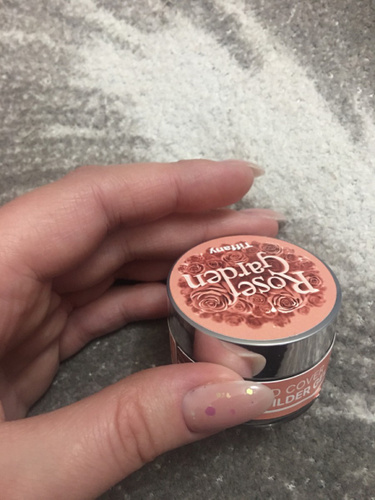 Rose
Garden
Tiffany
COVER
ILDER